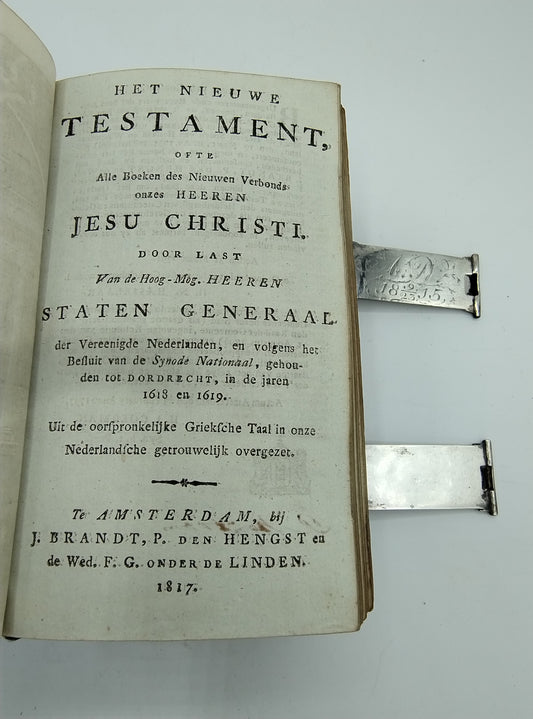 HET NIEUWE
TESTAMENT,
OFTE
Alle Boeken des Nieuwen Verbonds
onzes HEEREN
JESU CHRISTI.
DOOR LAST
Van de Hoog-Mog. HEEREN
STATEN GENERAAL
der Vereenigde Nederlanden, en volgens het
Beſluit van de Synode Nationaal, gehou-
den tot DORDRECHT, in de jaren
1618 en 1619.
Uit de oorſpronkelijke Griekſche Taal in onze
Nederlandſche getrouwelijk overgezet.
Te AMSTERDAM, bij
J. BRANDT, P. DEN HENGST en
de Wed. F. G. ONDER DE LINDEN.
1817.